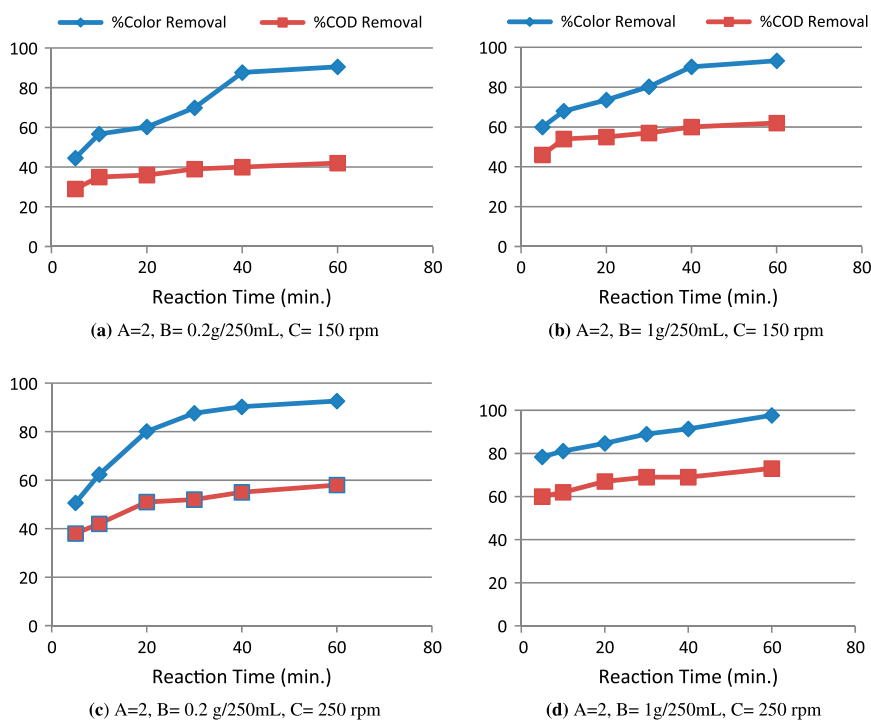 %Color Removal %COD Removal
100
80
60
40
20
0
0 20 40 60 80
Reaction Time (min.)
(a) A=2, B= 0.2g/250mL, C= 150 rpm
%Color Removal %COD Removal
100
80
60
40
20
0
0 20 40 60 80
Reaction Time (min.)
(b) A=2, B= 1g/250mL, C= 150 rpm
100
80
60
40
20
0
0 20 40 60 80
Reaction Time (min.)
(c) A=2, B= 0.2 g/250mL, C= 250 rpm
100
80
60
40
20
0
0 20 40 60 80
Reaction Time (min.)
(d) A=2, B= 1g/250mL, C= 250 rpm